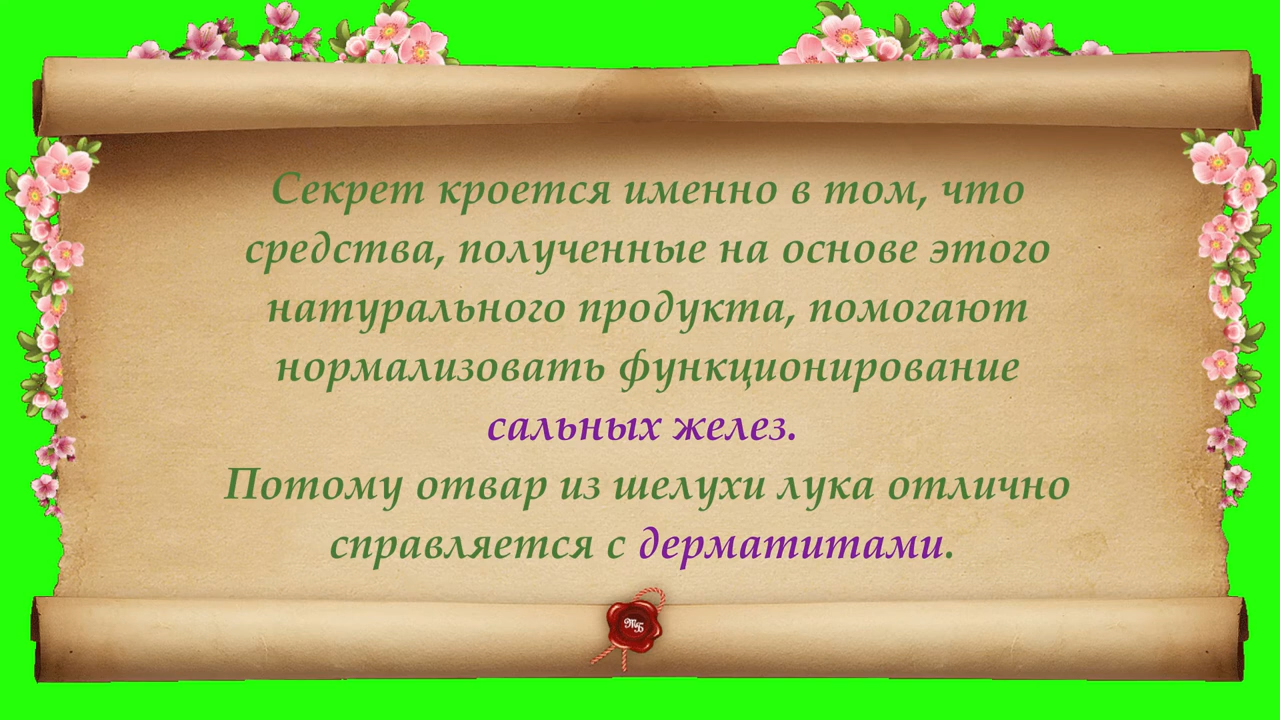 Секрет кроется именно в том, что
средства, полученные на основе этого
натурального продукта, помогают
нормализовать функционирование
сальных желез.
Потому отвар из шелухи лука отлично
справляется с дерматитами.